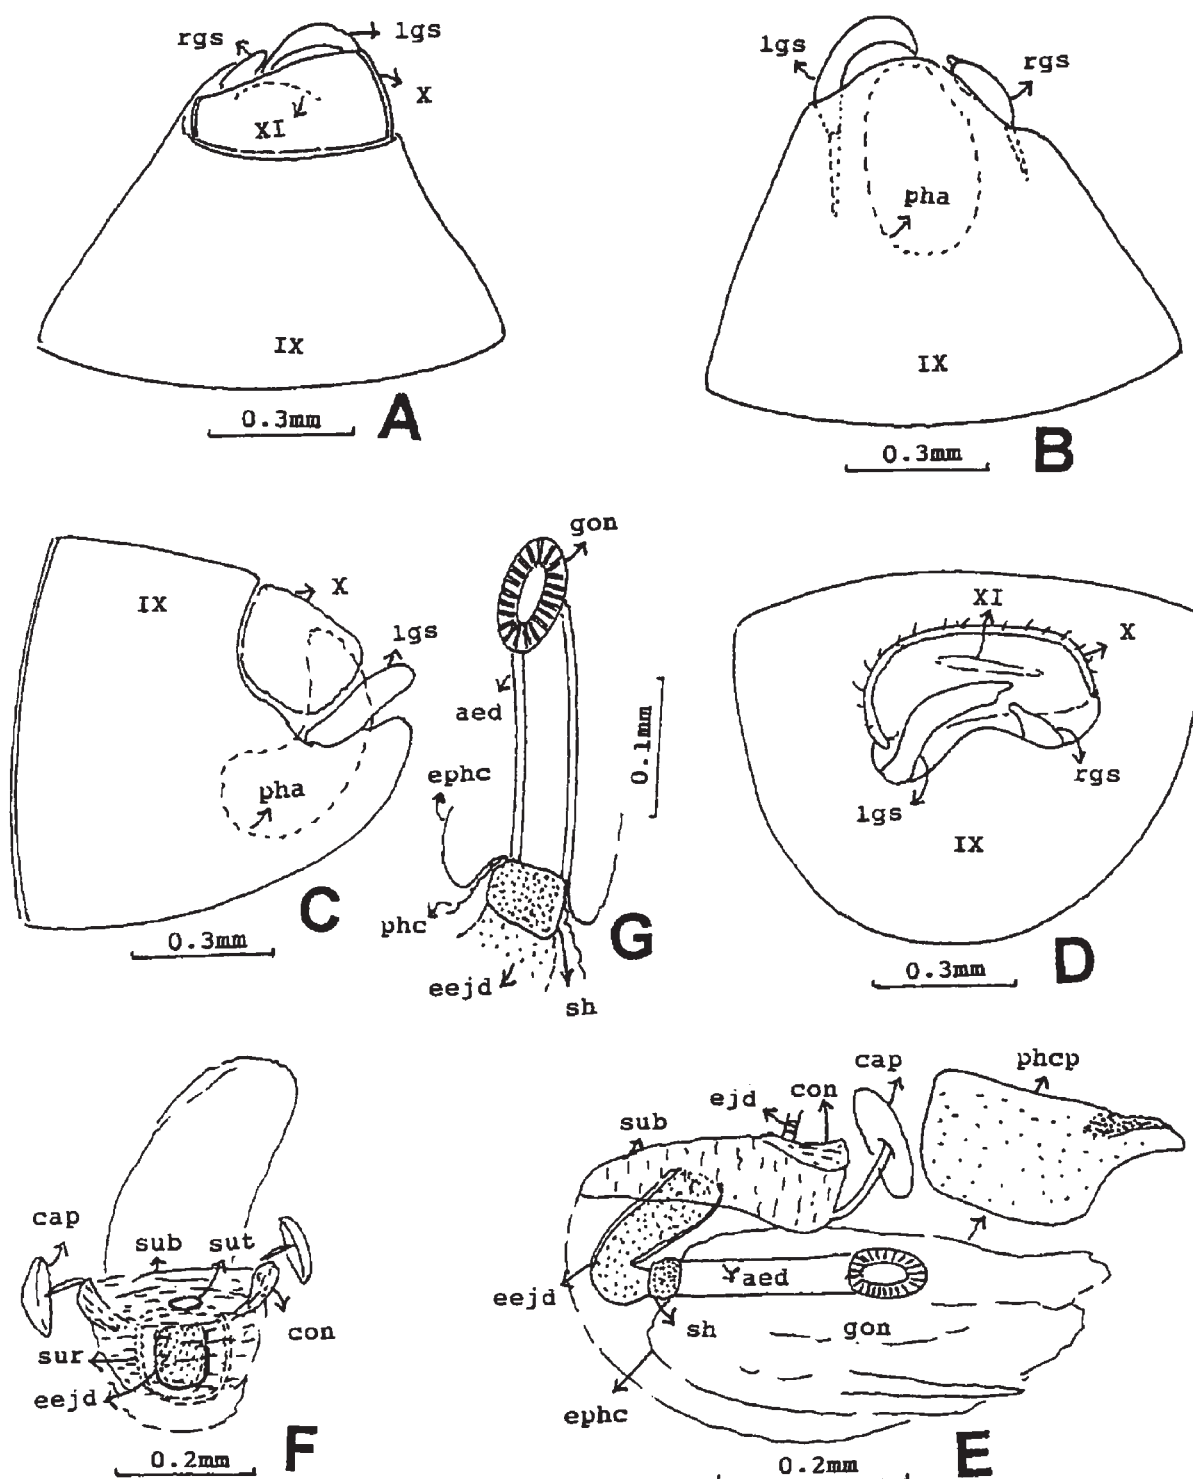 rgs
lgs
X
XI
IX
0.3mm
A
lgs
rgs
pha
IX
0.3mm
B
IX
X
lgs
pha
0.3mm
C
gon
aed
ephc
0.1mm
phc
eejd
sh
G
XI
X
rgs
lgs
IX
0.3mm
D
cap
sub
sut
con
sur
eejd
0.2mm
F
sub
ejd
con
cap
phcp
eejd
aed
sh
gon
ephc
0.2mm
E